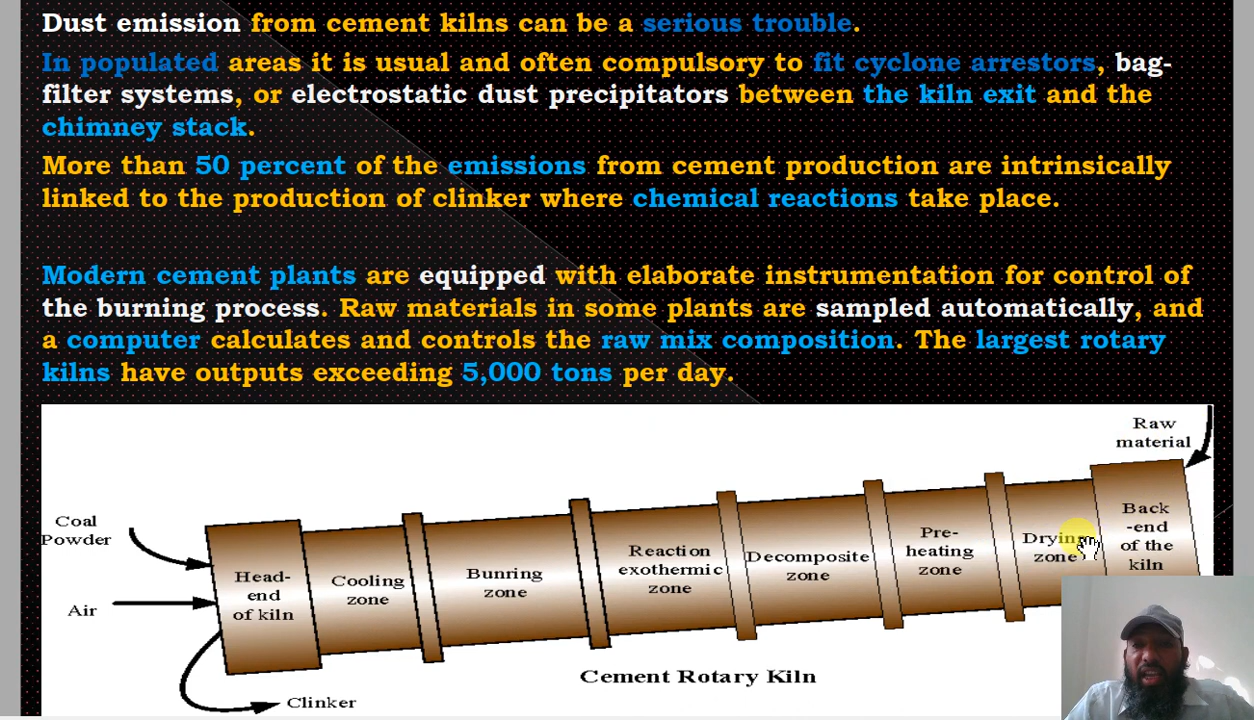 Dust emission from cement kilns can be a serious trouble.
In populated areas it is usual and often compulsory to fit cyclone arrestors, bag-
filter systems, or electrostatic dust precipitators between the kiln exit and the
chimney stack.
More than 50 percent of the emissions from cement production are intrinsically
linked to the production of clinker where chemical reactions take place.
Modern cement plants are equipped with elaborate instrumentation for control of
the burning process. Raw materials in some plants are sampled automatically, and
a computer calculates and controls the raw mix composition. The largest rotary
kilns have outputs exceeding 5,000 tons per day.
Raw
material
Coal
Powder
Air
Head-
end
of kiln
Cooling
zone
Bunring
zone
Reaction
exothermic
zone
Decomposite
zone
Pre-
heating
zone
Drying
zone
Back
-end
of the
kiln
Clinker
Cement Rotary Kiln